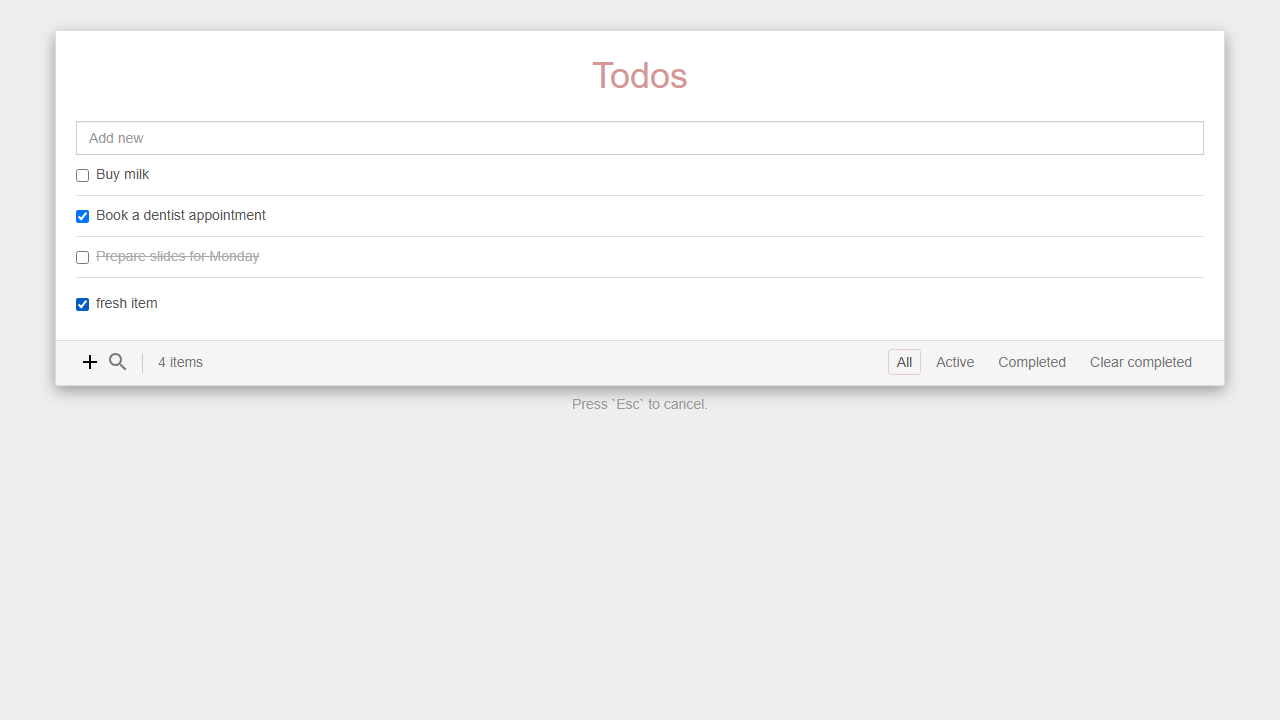 Todos
Add new
Buy milk
Book a dentist appointment
Prepare slides for Monday
fresh item
4 items
All
Active
Completed
Clear completed
Press `Esc` to cancel.